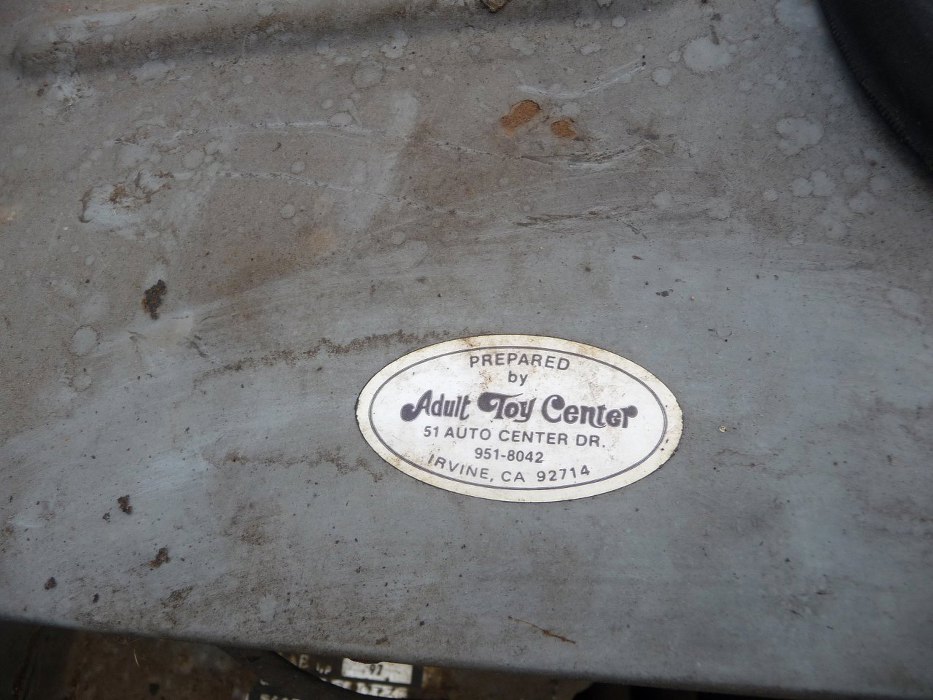 PREPARED
by
Adult Toy Center
51 AUTO CENTER DR.
951-8042
IRVINE, CA 92714